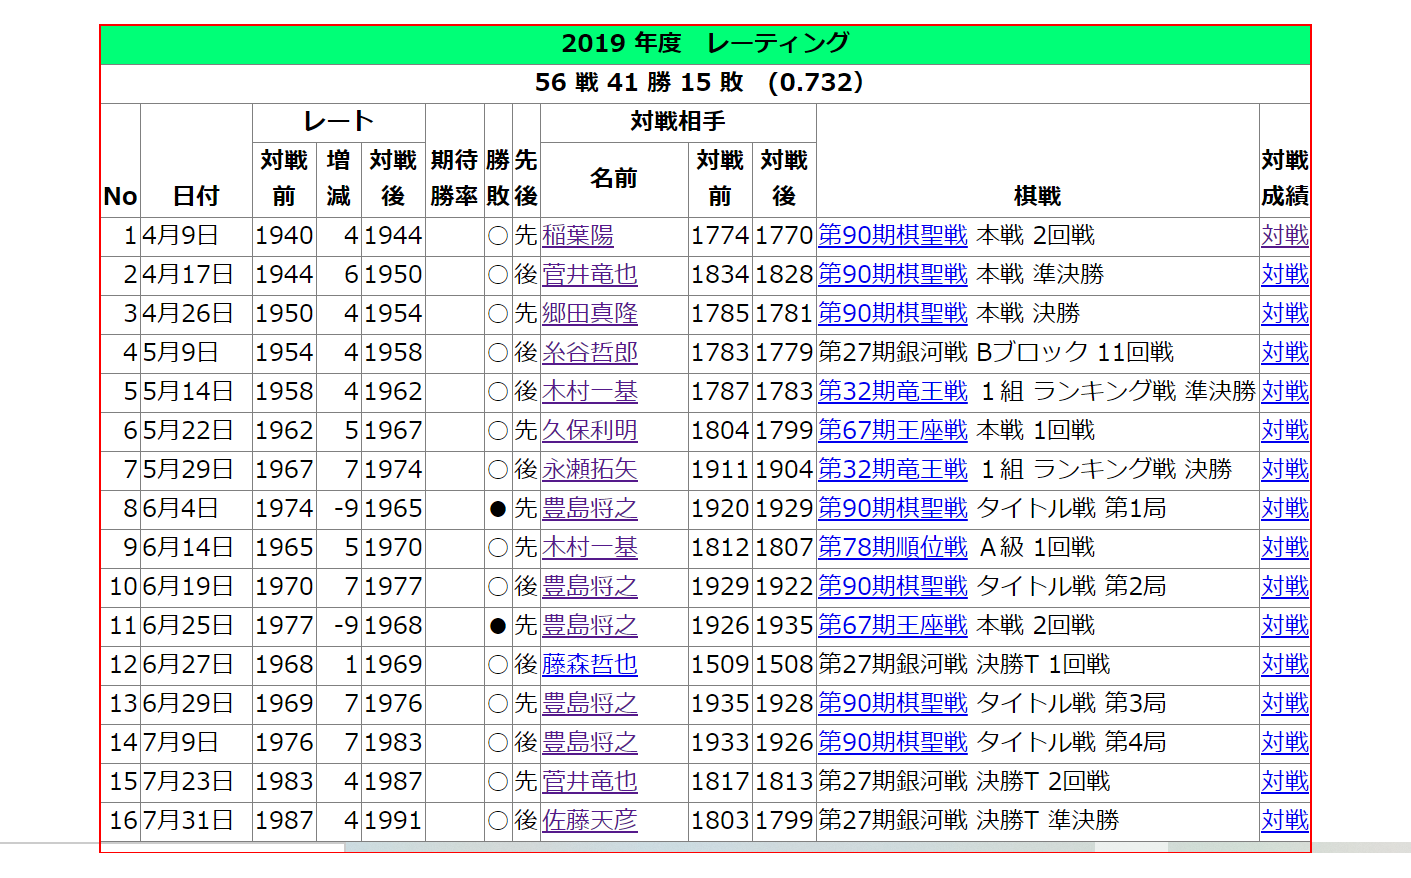 2019 年度　レーティング
56 戦 41 勝 15 敗　(0.732)
No 日付 レート 対戦前 増減 対戦後 期待勝率 勝敗 先後 対戦相手 名前 対戦前 対戦後 棋戦 対戦成績
1 4月9日 1940 4 1944 ○ 先 稲葉陽 1774 1770 第90期棋聖戦 本戦 2回戦 対戦
2 4月17日 1944 6 1950 ○ 後 菅井竜也 1834 1828 第90期棋聖戦 本戦 準決勝 対戦
3 4月26日 1950 4 1954 ○ 先 郷田真隆 1785 1781 第90期棋聖戦 本戦 決勝 対戦
4 5月9日 1954 4 1958 ○ 後 糸谷哲郎 1783 1779 第27期銀河戦 Bブロック 11回戦 対戦
5 5月14日 1958 4 1962 ○ 後 木村一基 1787 1783 第32期竜王戦 １組 ランキング戦 準決勝 対戦
6 5月22日 1962 5 1967 ○ 先 久保利明 1804 1799 第67期王座戦 本戦 1回戦 対戦
7 5月29日 1967 7 1974 ○ 後 永瀬拓矢 1911 1904 第32期竜王戦 １組 ランキング戦 決勝 対戦
8 6月4日 1974 -9 1965 ● 先 豊島将之 1920 1929 第90期棋聖戦 タイトル戦 第1局 対戦
9 6月14日 1965 5 1970 ○ 先 木村一基 1812 1807 第78期順位戦 Ａ級 1回戦 対戦
10 6月19日 1970 7 1977 ○ 後 豊島将之 1929 1922 第90期棋聖戦 タイトル戦 第2局 対戦
11 6月25日 1977 -9 1968 ● 先 豊島将之 1926 1935 第67期王座戦 本戦 2回戦 対戦
12 6月27日 1968 1 1969 ○ 後 藤森哲也 1509 1508 第27期銀河戦 決勝T 1回戦 対戦
13 6月29日 1969 7 1976 ○ 先 豊島将之 1935 1928 第90期棋聖戦 タイトル戦 第3局 対戦
14 7月9日 1976 7 1983 ○ 後 豊島将之 1933 1926 第90期棋聖戦 タイトル戦 第4局 対戦
15 7月23日 1983 4 1987 ○ 先 菅井竜也 1817 1813 第27期銀河戦 決勝T 2回戦 対戦
16 7月31日 1987 4 1991 ○ 後 佐藤天彦 1803 1799 第27期銀河戦 決勝T 準決勝 対戦